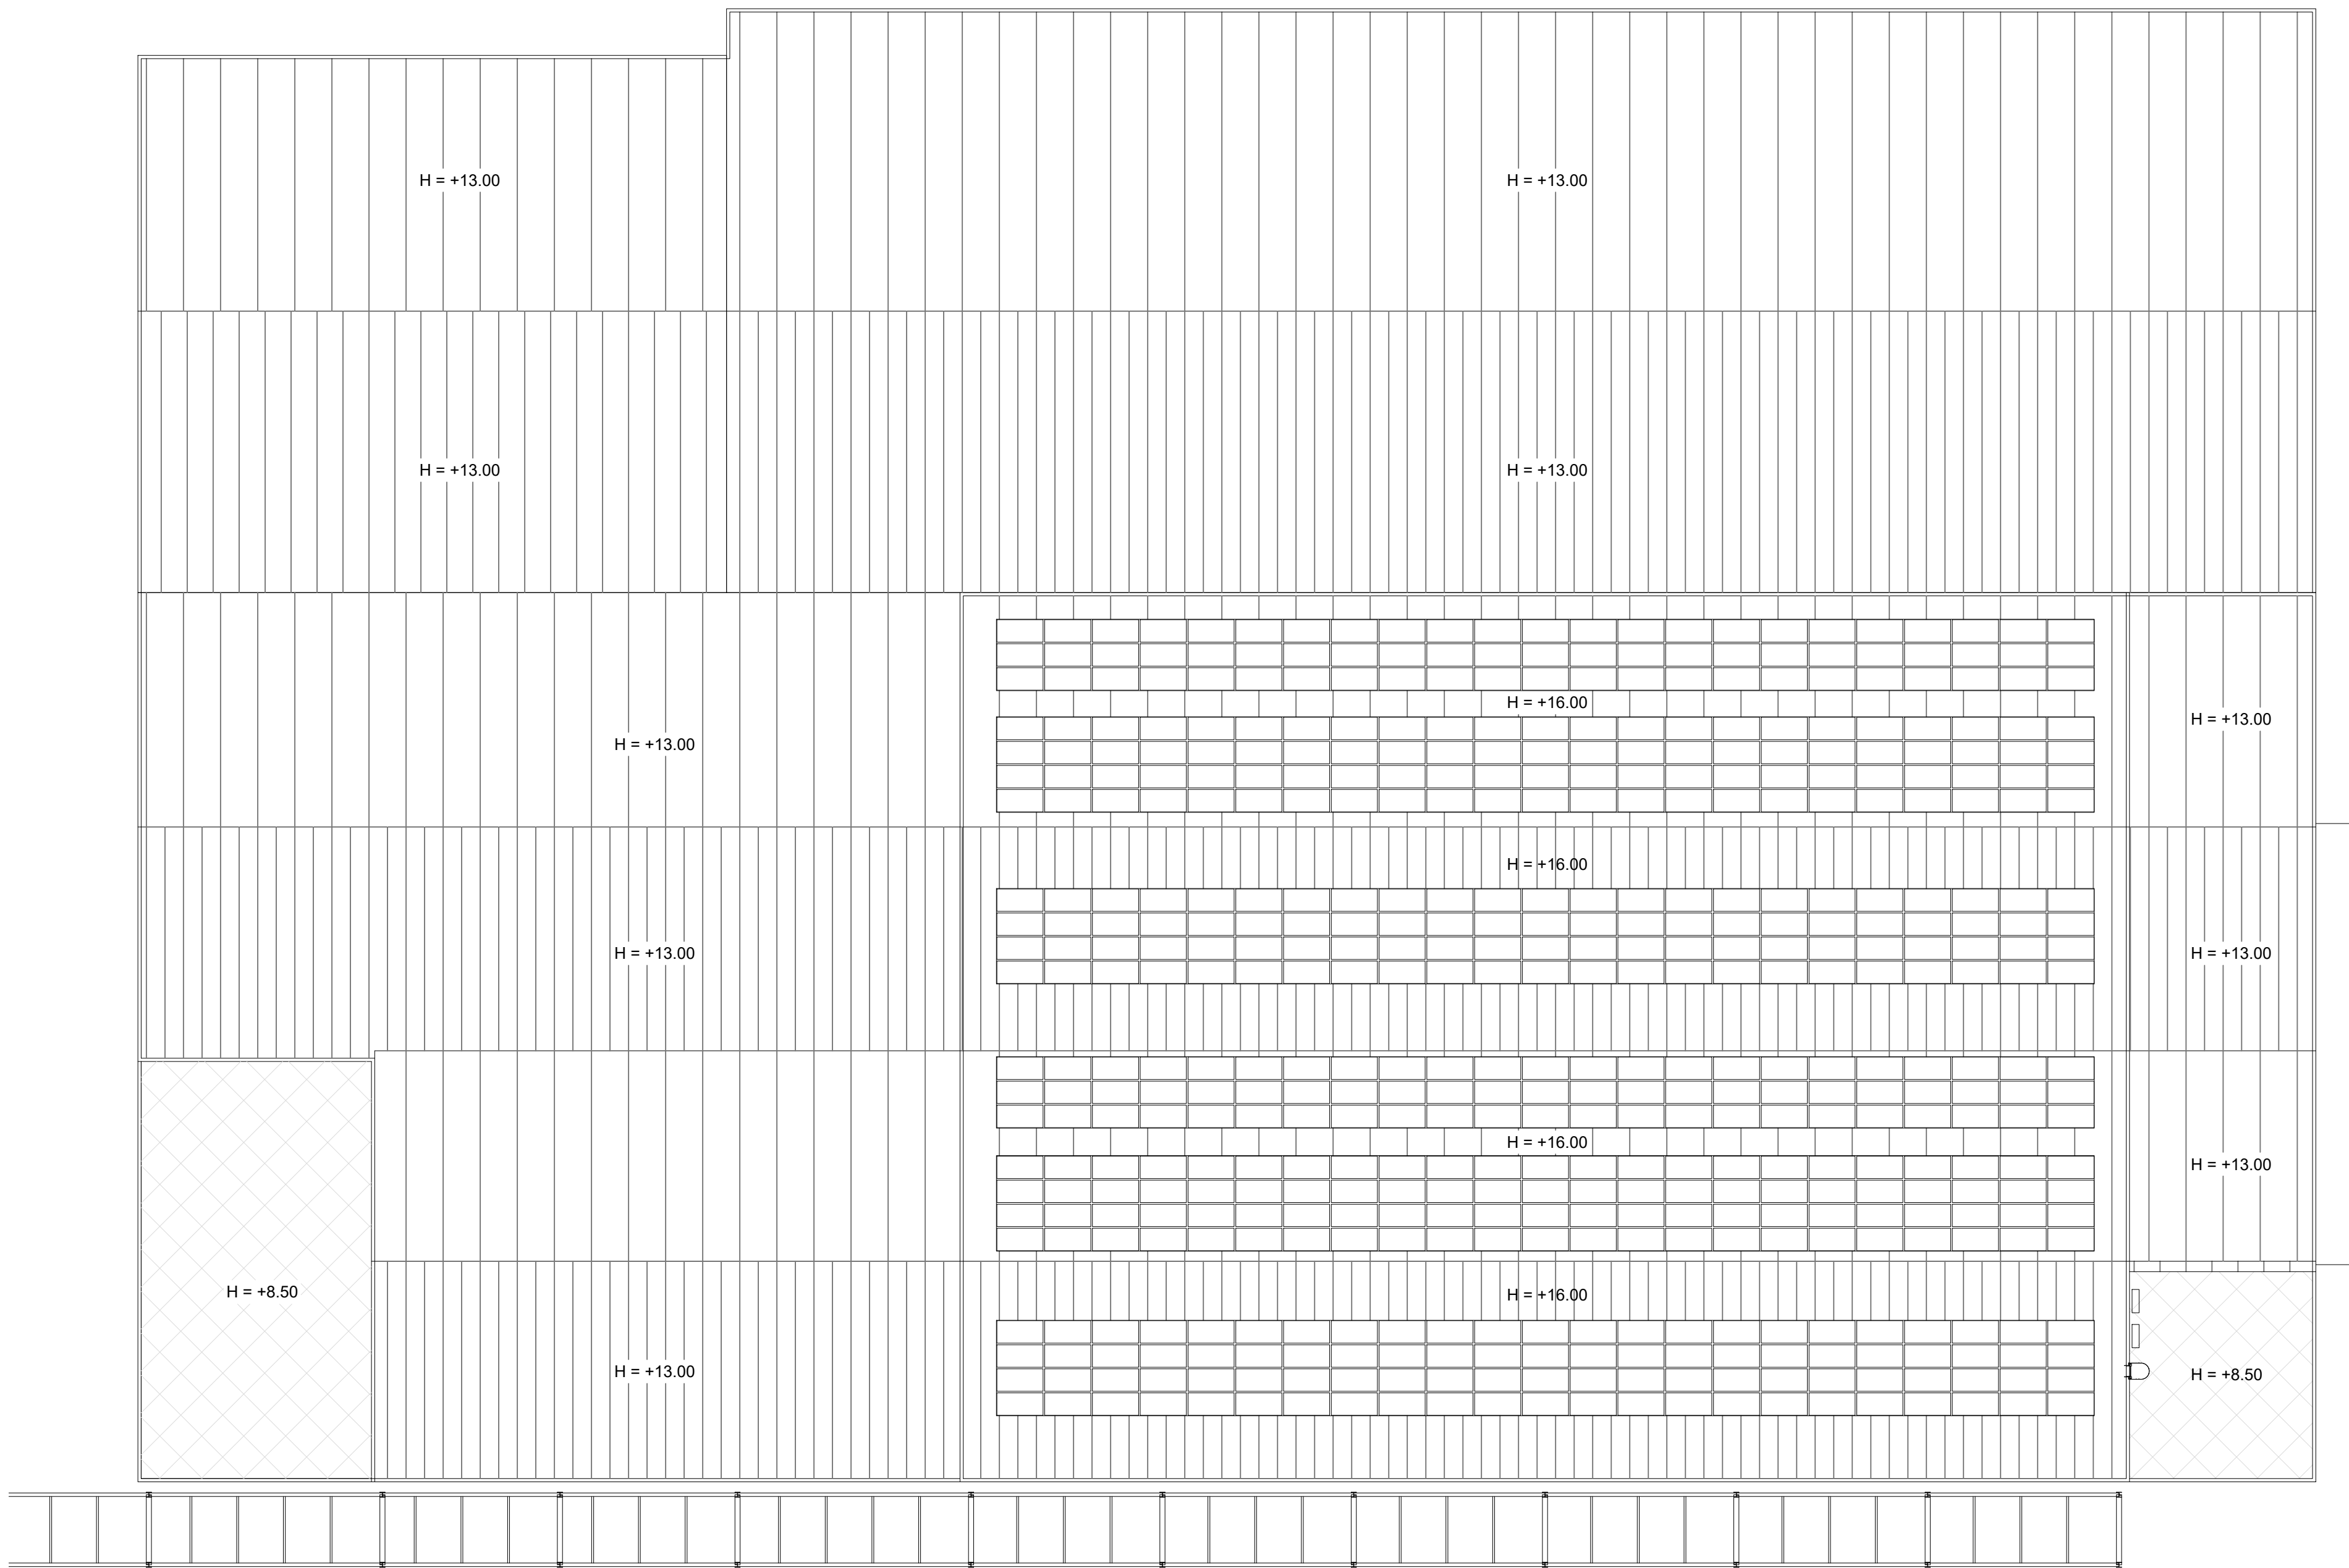 H = +13.00
H = +13.00
H = +13.00
H = +13.00
H = +16.00
H = +13.00
H = +13.00
H = +16.00
H = +13.00
H = +13.00
H = +16.00
H = +13.00
H = +8.50
H = +16.00
H = +13.00
H = +8.50